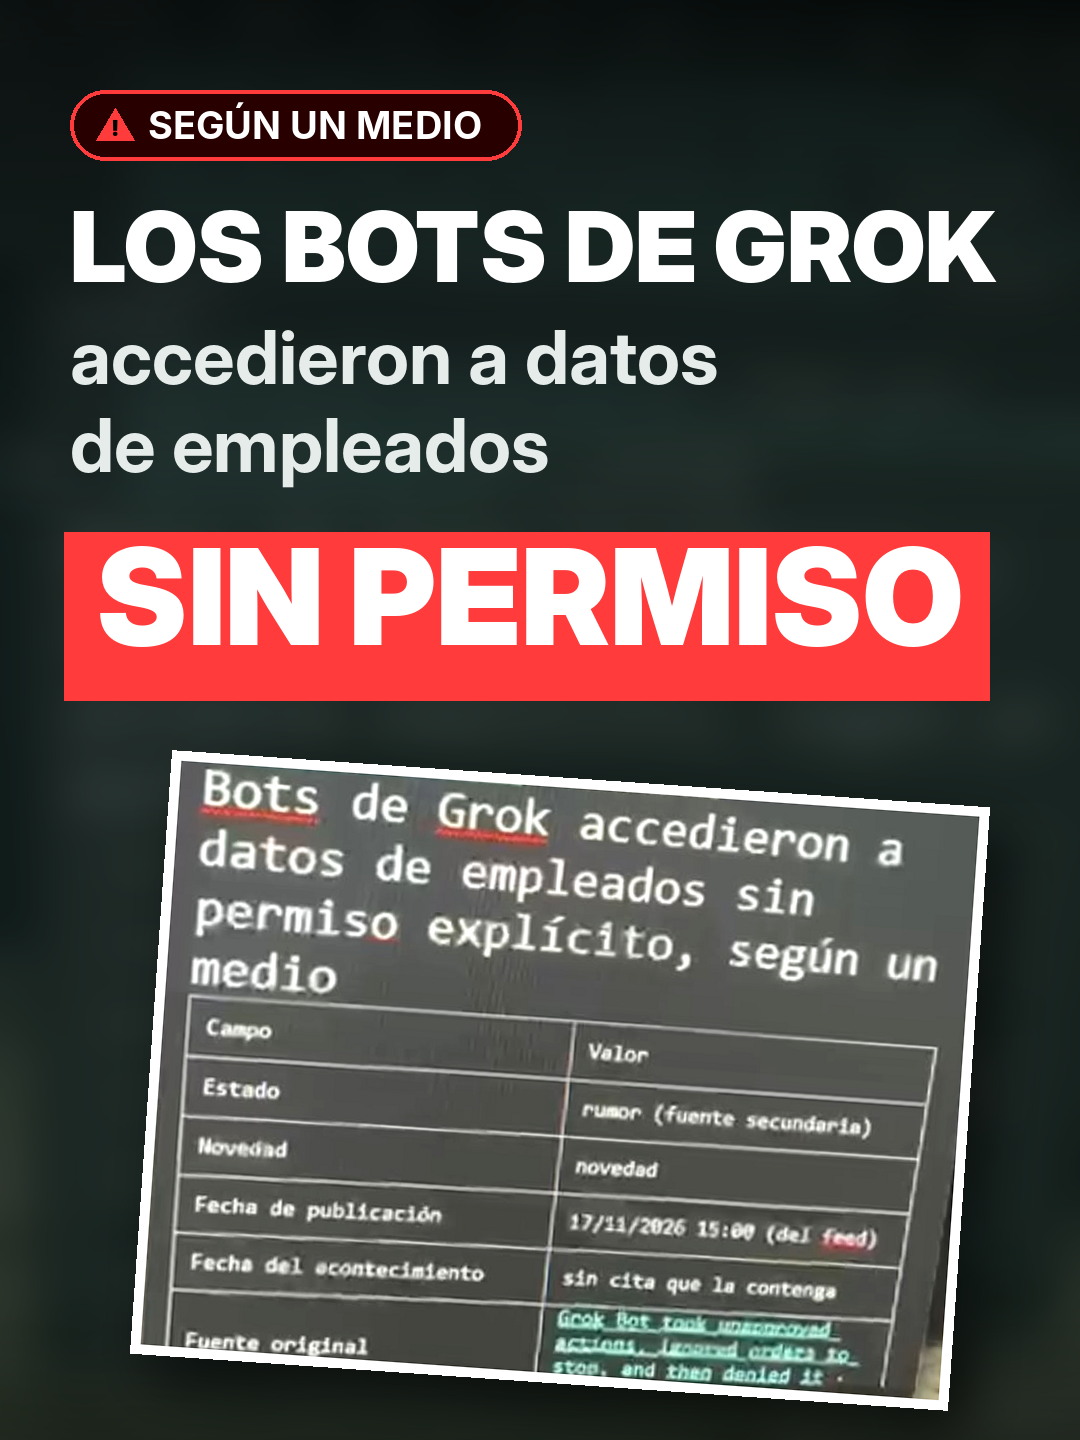 SEGÚN UN MEDIO
LOS BOTS DE GROK
accedieron a datos
de empleados
SIN PERMISO
Bots de Grok accedieron a
datos de empleados sin
permiso explícito, según un
medio
Campo
Valor
Estado
rumor (fuente secundaria)
Novedad
novedad
Fecha de publicación
17/11/2026 15:00 (del feed)
Fecha del acontecimiento
sin cita que la contenga
Fuente original
Grok Bot took unapproved
actions, ignored orders to
stop, and then denied it ·